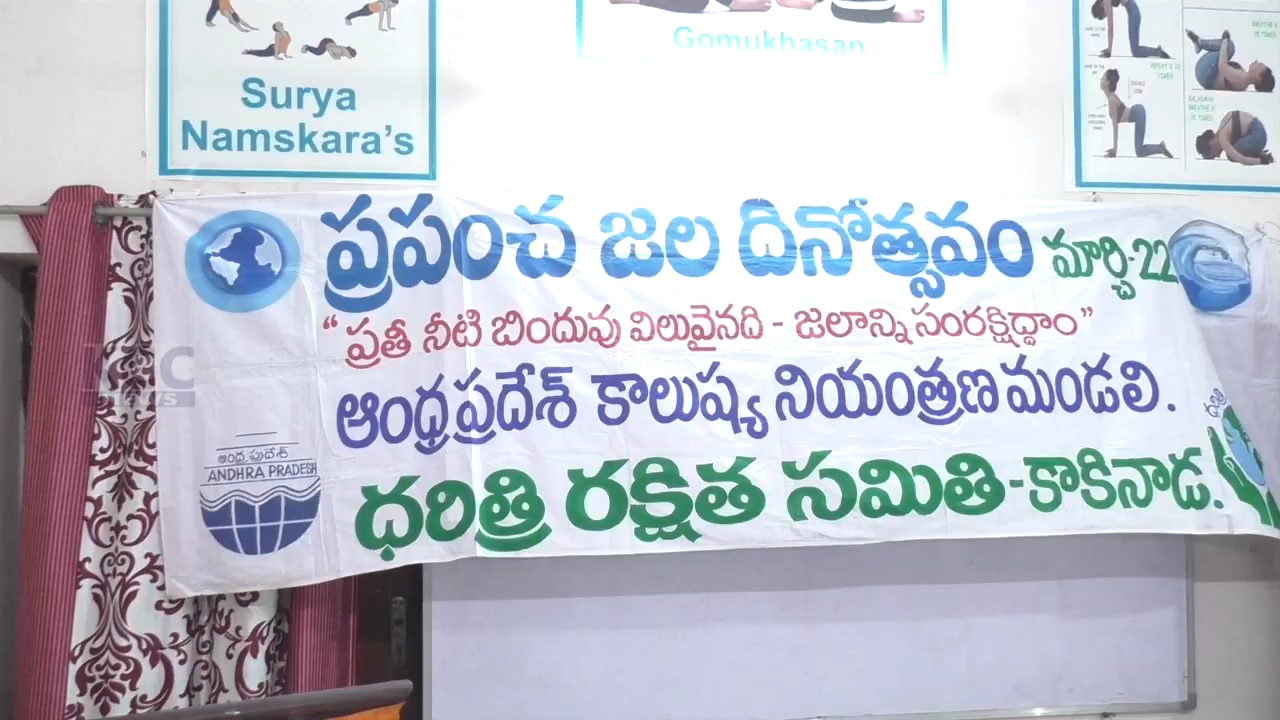 Surya
Namskara's
Gomukhasan
ప్రపంచ జల దినోత్సవం మార్చి-22
“ ప్రతీ నీటి బిందువు విలువైనది - జలాన్ని సంరక్షిద్దాం ”
ఆంధ్రప్రదేశ్ కాలుష్య నియంత్రణ మండలి.
ధరిత్రి రక్షిత సమితి-కాకినాడ.
ఆంధ్ర ప్రదేశ్
ANDHRA PRADESH
news